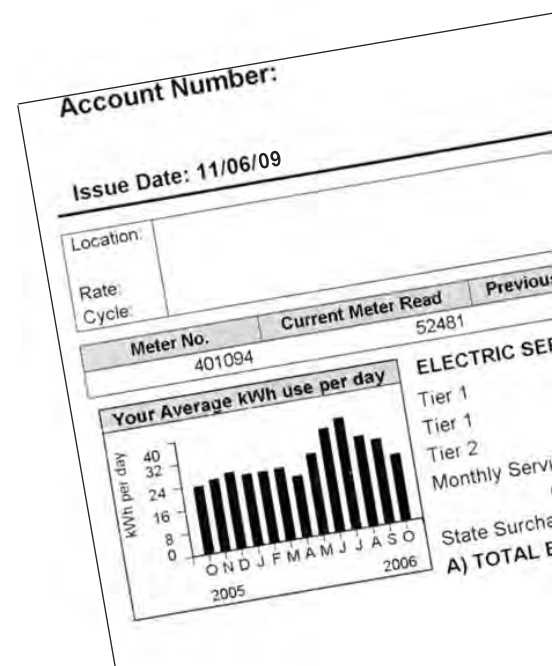 Account Number:
Issue Date: 11/06/09
Location:
Rate:
Cycle:
Meter No. Current Meter Read Previous
401094 52481
Your Average kWh use per day
kWh per day
40
32
24
16
8
0
O N D J F M A M J J A S O
2005 2006
ELECTRIC SE
Tier 1
Tier 1
Tier 2
Monthly Servi
State Surcha
A) TOTAL E